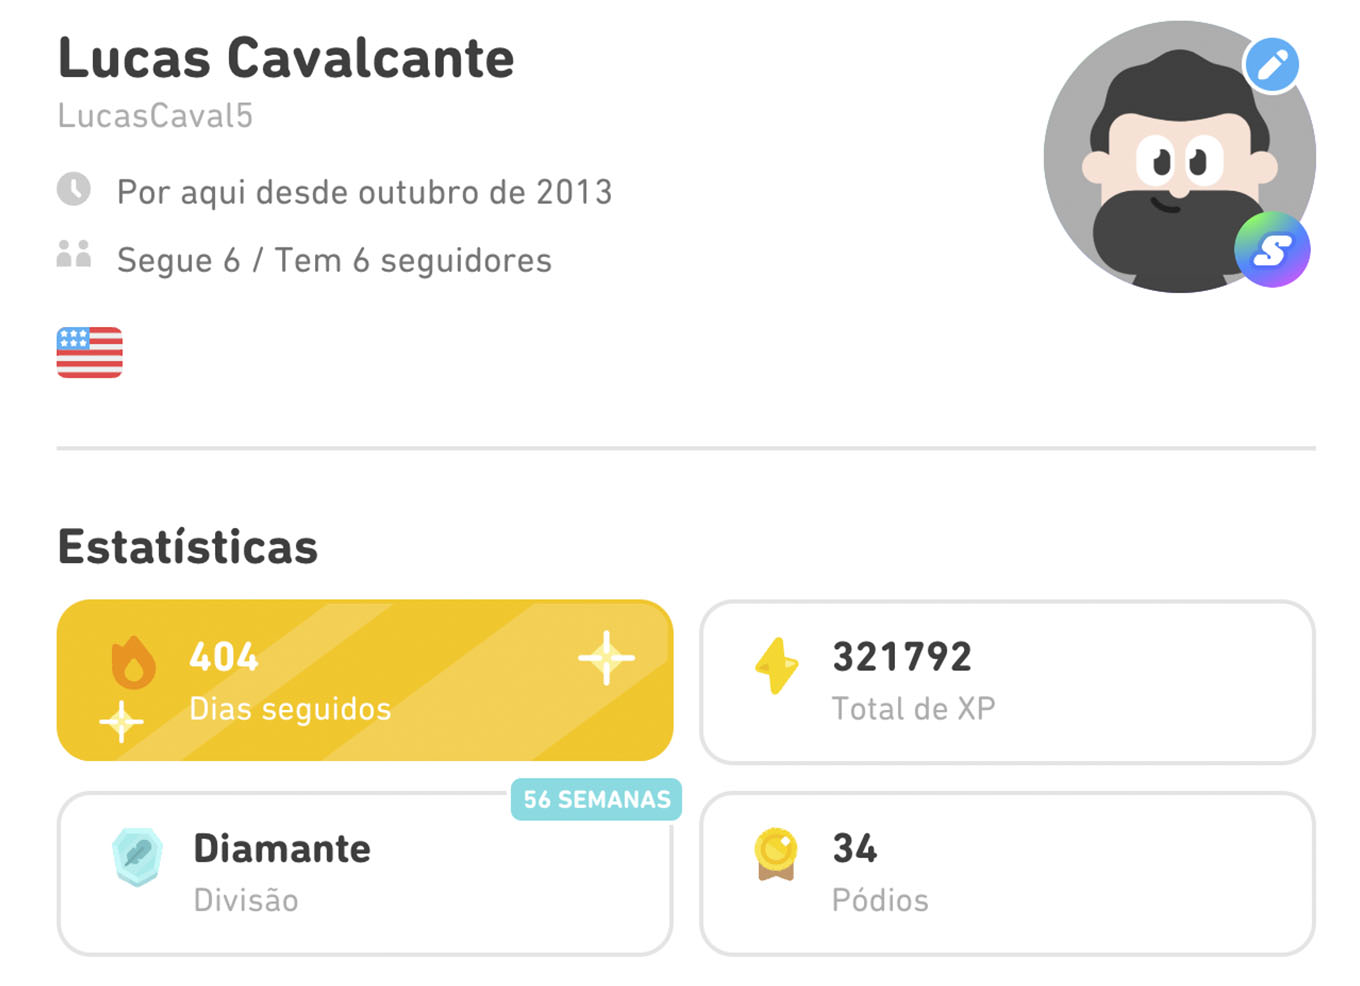 Lucas Cavalcante
LucasCaval5
Por aqui desde outubro de 2013
Segue 6 / Tem 6 seguidores
S
Estatísticas
404
Dias seguidos
321792
Total de XP
56 SEMANAS
Diamante
Divisão
34
Pódios